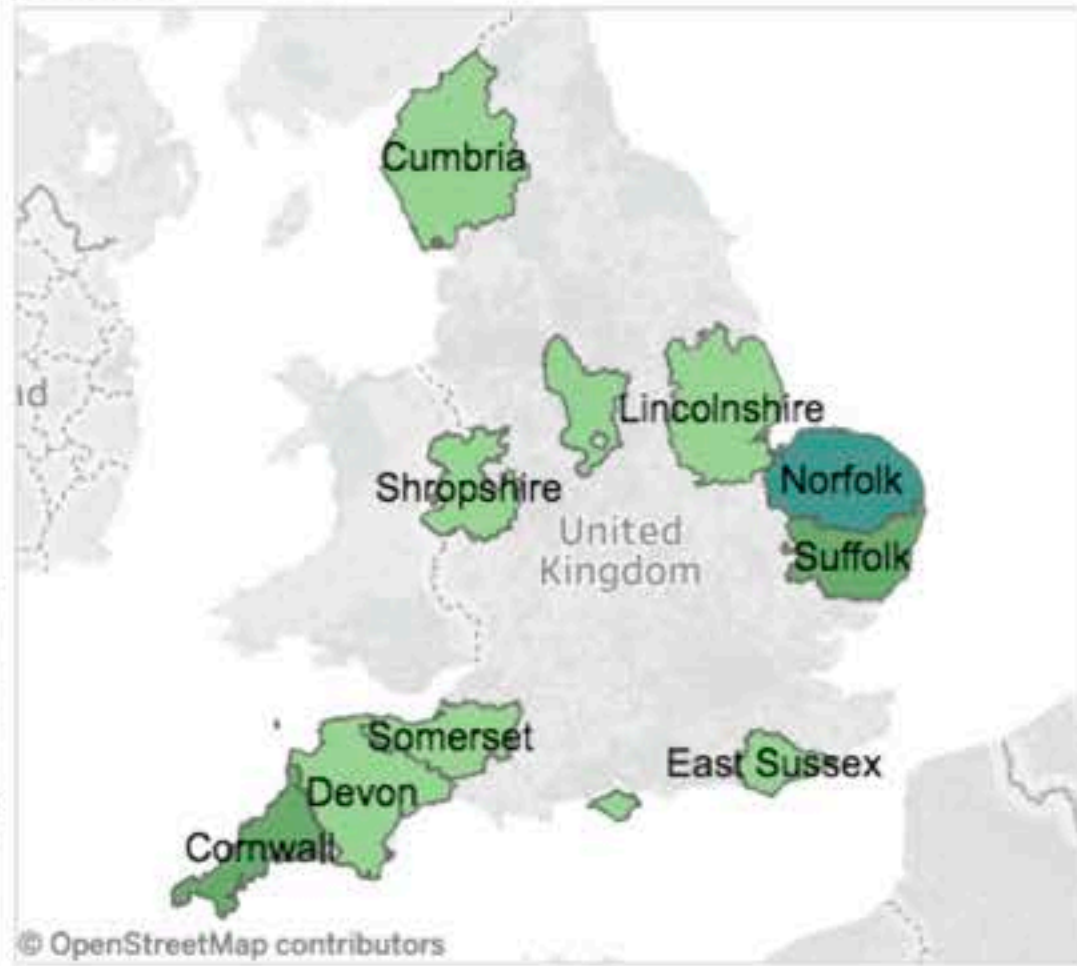 Cumbria
Lincolnshire
Norfolk
Shropshire
United
Kingdom
Suffolk
Somerset
East Sussex
Devon
Cornwall
© OpenStreetMap contributors